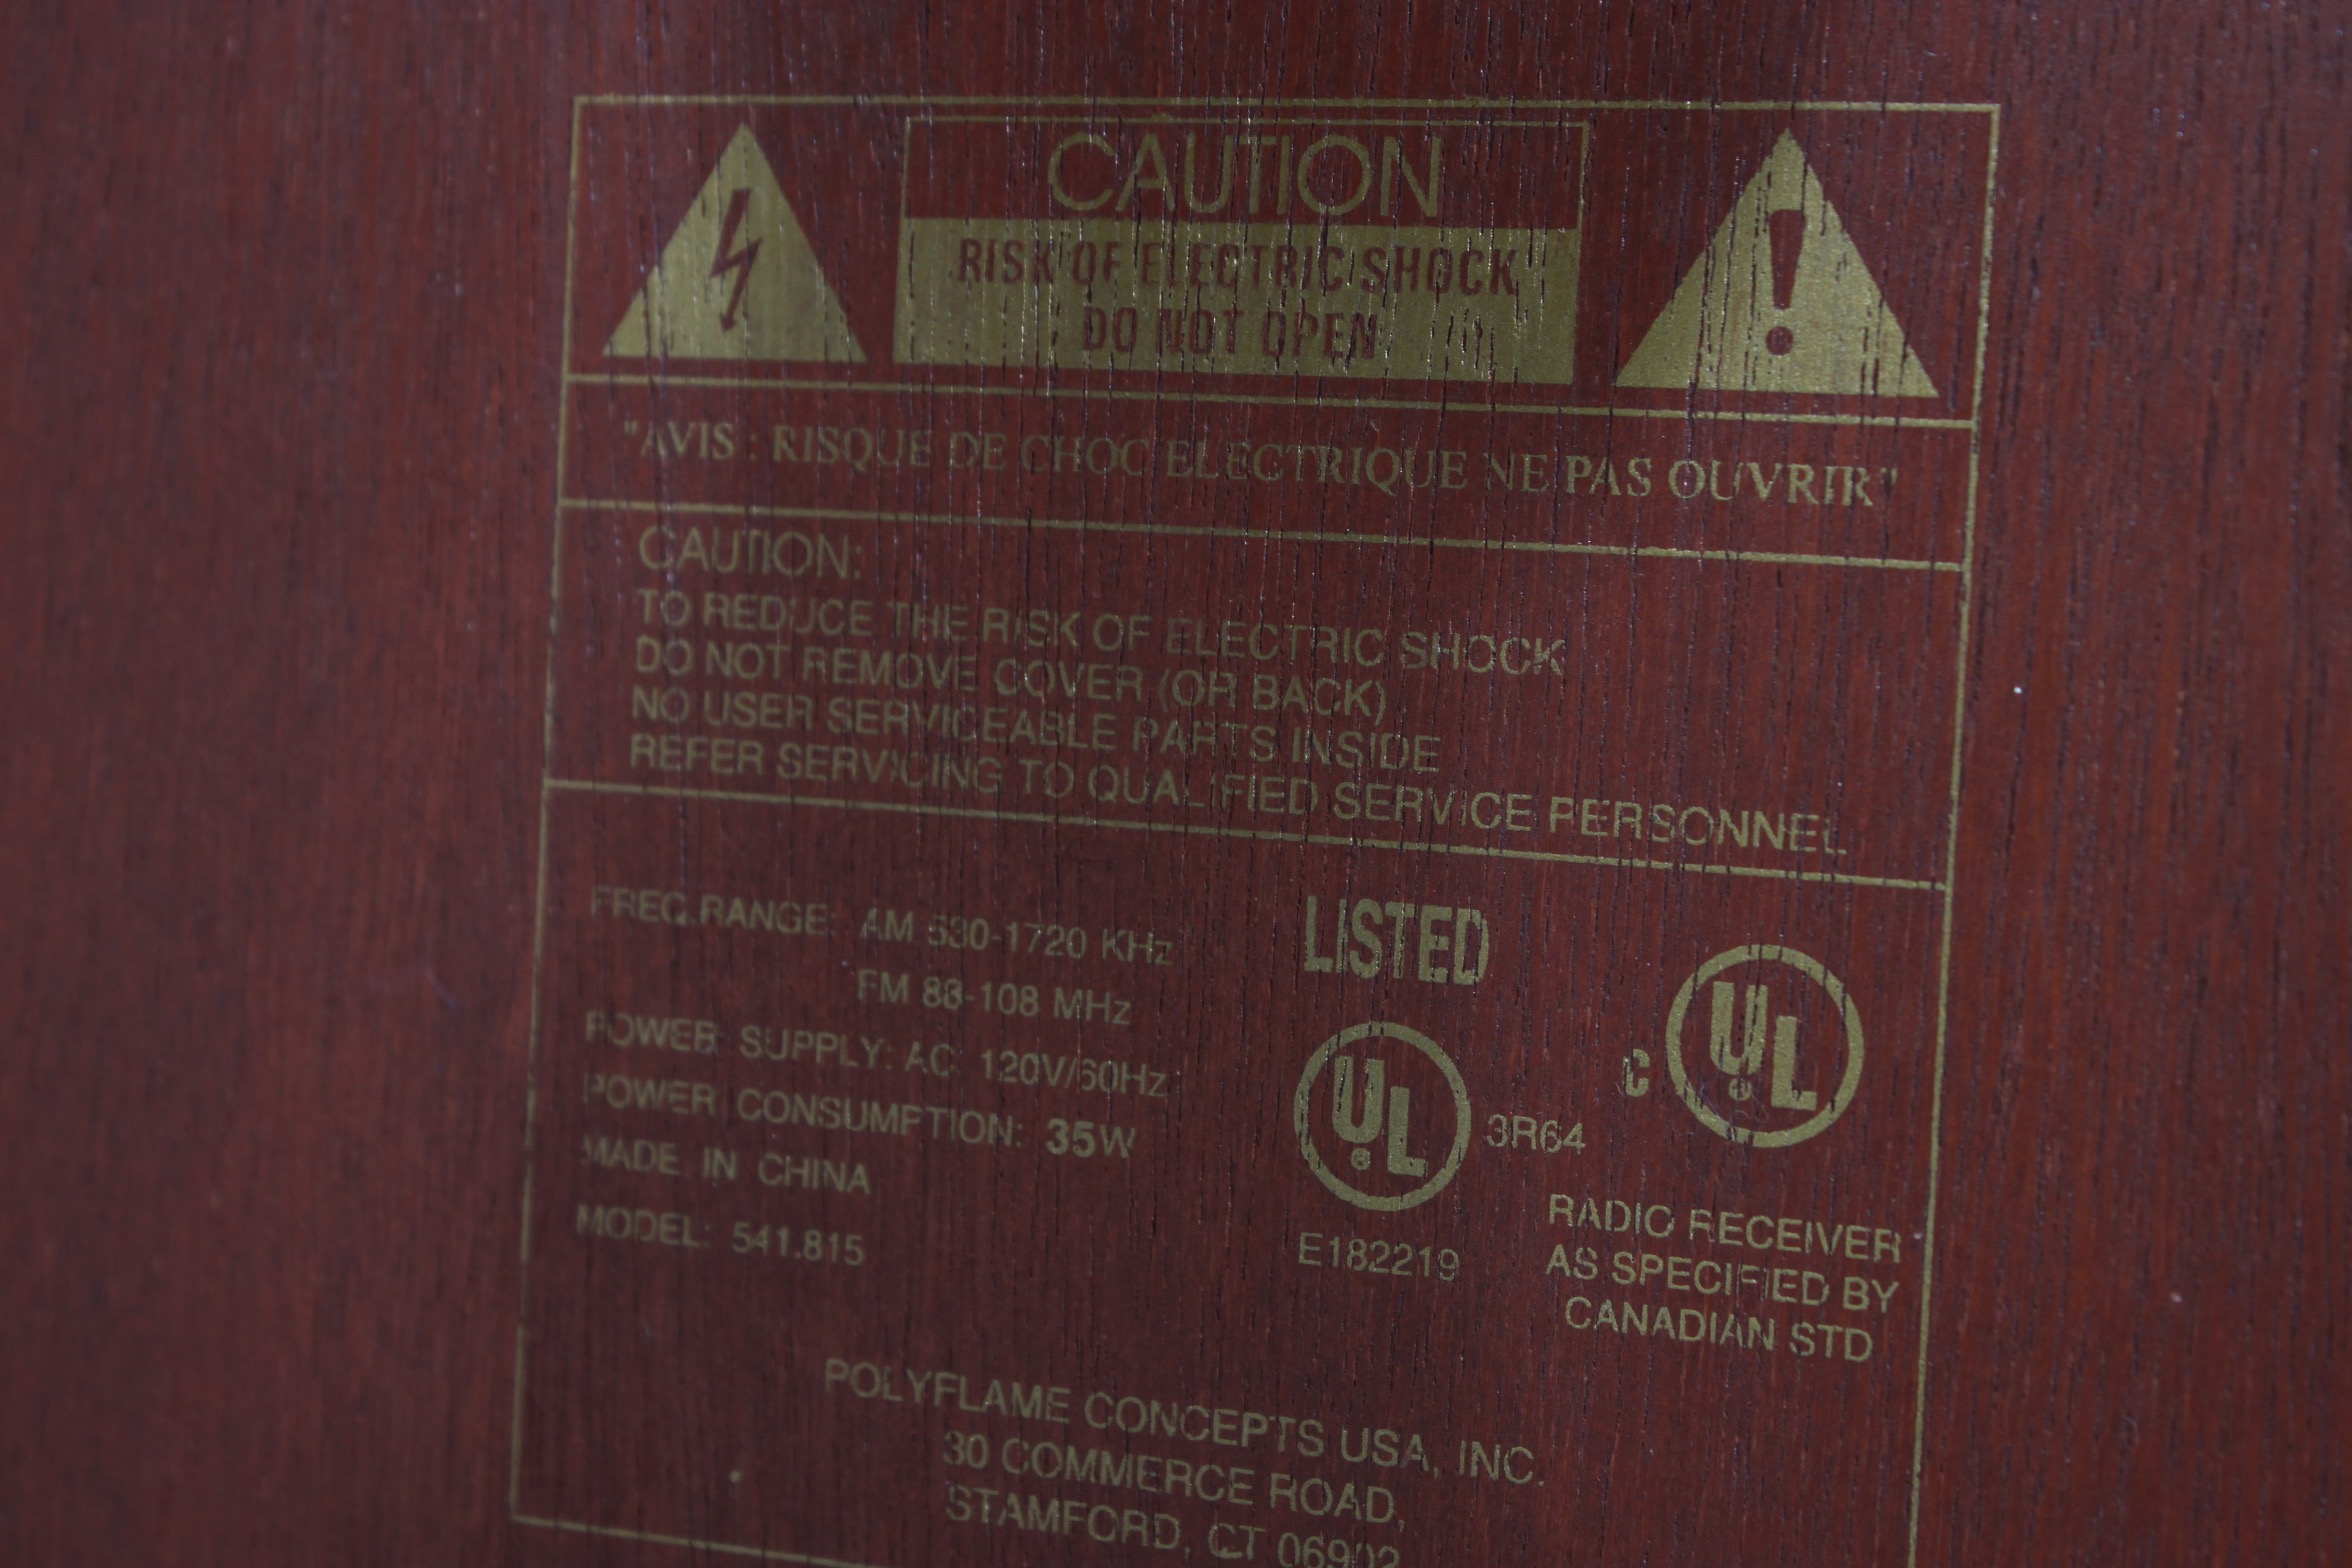 CAUTION
RISK OF ELECTRIC SHOCK
DO NOT OPEN
"AVIS : RISQUE DE CHOC ELECTRIQUE NE PAS OUVRIR"
CAUTION:
TO REDUCE THE RISK OF ELECTRIC SHOCK
DO NOT REMOVE COVER (OR BACK)
NO USER SERVICEABLE PARTS INSIDE
REFER SERVICING TO QUALIFIED SERVICE PERSONNEL
FREQ.RANGE: AM 530-1720 KHz
FM 88-108 MHz
POWER SUPPLY: AC 120V/60Hz
POWER CONSUMPTION: 35W
MADE IN CHINA
MODEL: 541.815
LISTED
UL ® 3R64
E182219
C UL ®
RADIO RECEIVER
AS SPECIFIED BY
CANADIAN STD
POLYFLAME CONCEPTS USA, INC.
30 COMMERCE ROAD,
STAMFORD, CT 06902